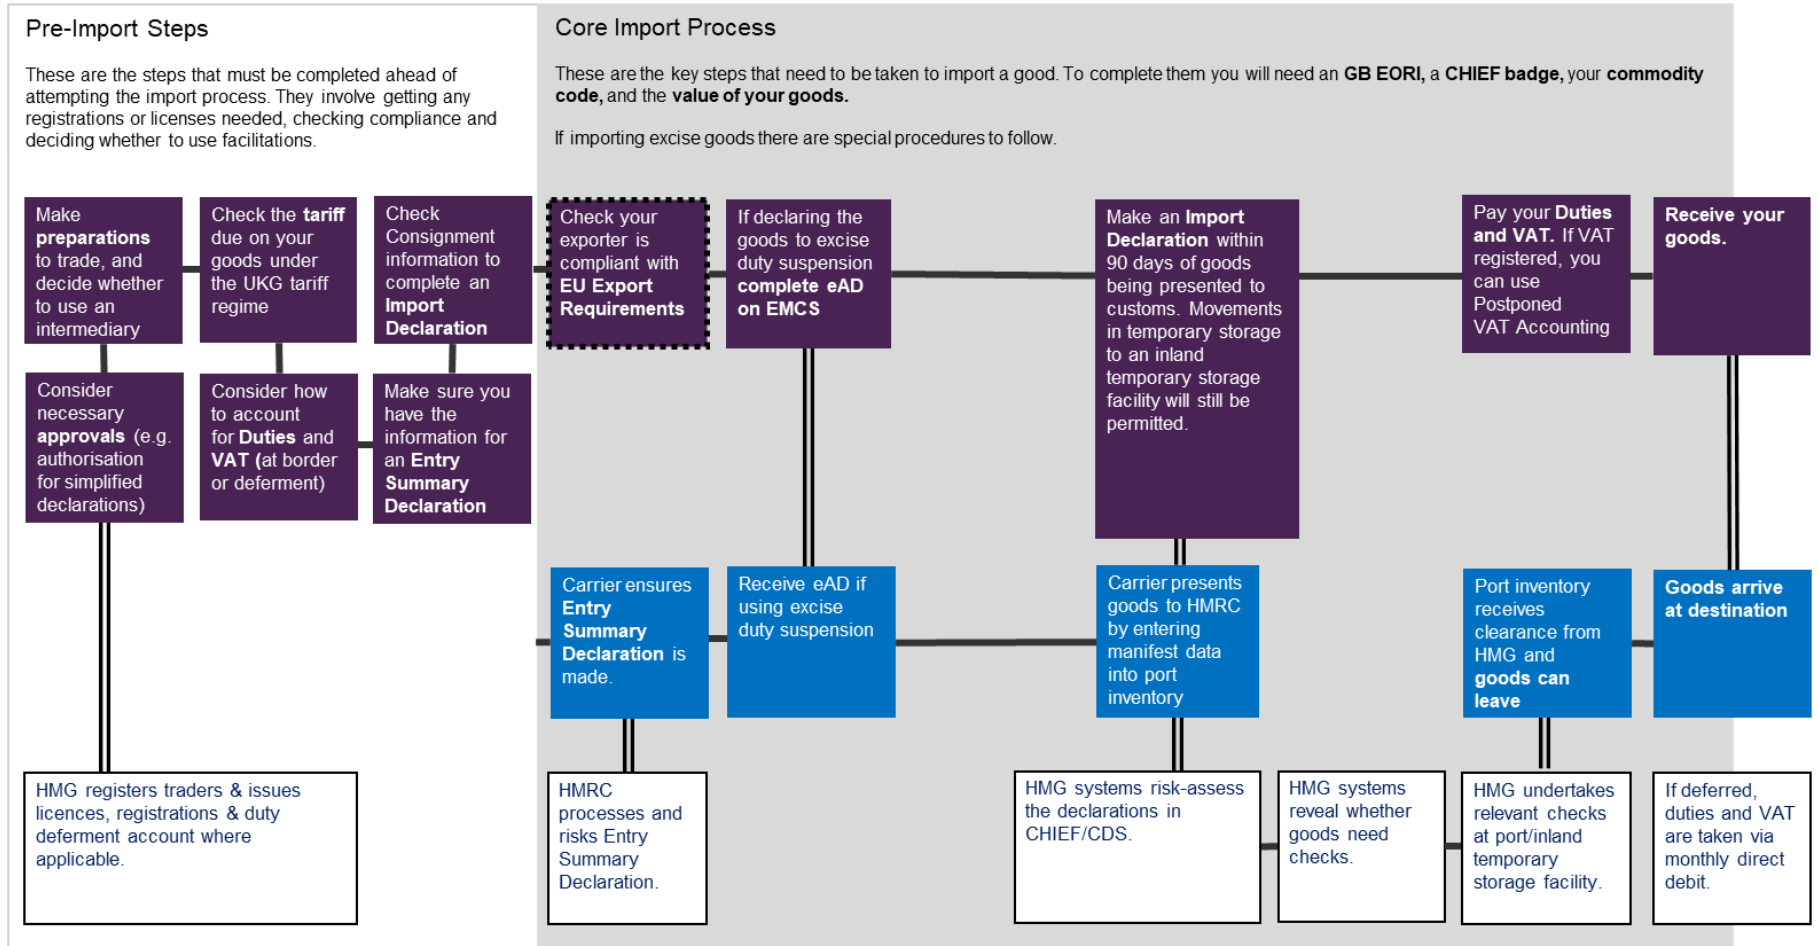 Pre-Import Steps
These are the steps that must be completed ahead of
attempting the import process. They involve getting any
registrations or licenses needed, checking compliance and
deciding whether to use facilitations.
Core Import Process
These are the key steps that need to be taken to import a good. To complete them you will need an GB EORI, a CHIEF badge, your commodity
code, and the value of your goods.
If importing excise goods there are special procedures to follow.
Make
preparations
to trade, and
decide whether
to use an
intermediary
Check the tariff
due on your
goods under
the UKG tariff
regime
Check
Consignment
information to
complete an
Import
Declaration
Check your
exporter is
compliant with
EU Export
Requirements
If declaring the
goods to excise
duty suspension
complete eAD
on EMCS
Make an Import
Declaration within
90 days of goods
being presented to
customs. Movements
in temporary storage
to an inland
temporary storage
facility will still be
permitted.
Pay your Duties
and VAT. If VAT
registered, you
can use
Postponed
VAT Accounting
Receive your
goods.
Consider
necessary
approvals (e.g.
authorisation
for simplified
declarations)
Consider how
to account
for Duties and
VAT (at border
or deferment)
Make sure you
have the
information for
an Entry
Summary
Declaration
Carrier ensures
Entry
Summary
Declaration is
made.
Receive eAD if
using excise
duty suspension
Carrier presents
goods to HMRC
by entering
manifest data
into port
inventory
Port inventory
receives
clearance from
HMG and
goods can
leave
Goods arrive
at destination
HMG registers traders & issues
licences, registrations & duty
deferment account where
applicable.
HMRC
processes and
risks Entry
Summary
Declaration.
HMG systems risk-assess
the declarations in
CHIEF/CDS.
HMG systems
reveal whether
goods need
checks.
HMG undertakes
relevant checks
at port/inland
temporary
storage facility.
If deferred,
duties and VAT
are taken via
monthly direct
debit.